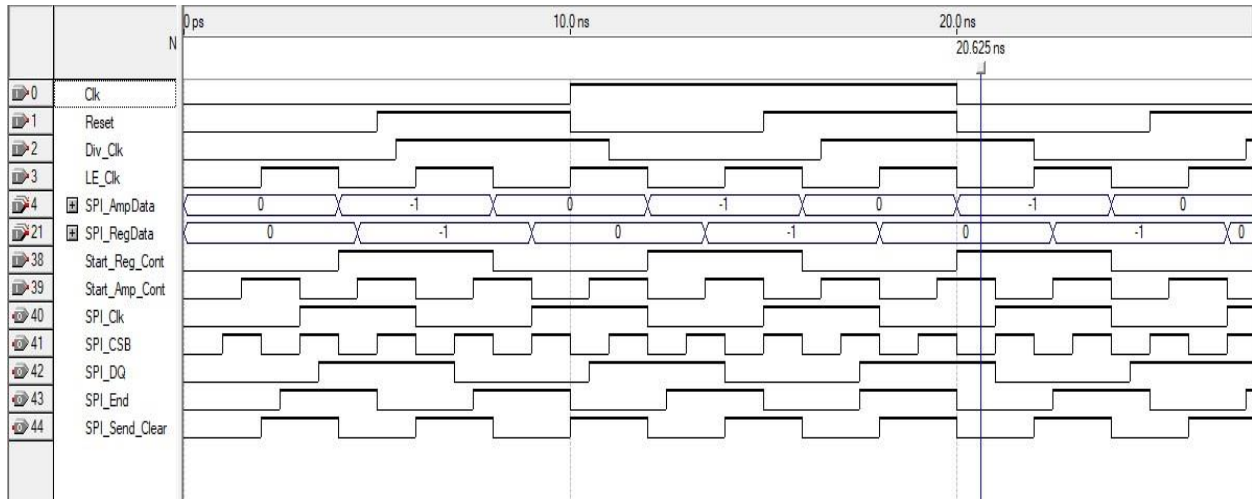 0 ps 10.0 ns 20.0 ns
N 20.625 ns
0 Clk
1 Reset
2 Div_Clk
3 LE_Clk
4 SPI_AmpData 0 -1 0 -1 0 -1 0
21 SPI_RegData 0 -1 0 -1 0 -1 0
38 Start_Reg_Cont
39 Start_Amp_Cont
40 SPI_Clk
41 SPI_CSB
42 SPI_DQ
43 SPI_End
44 SPI_Send_Clear